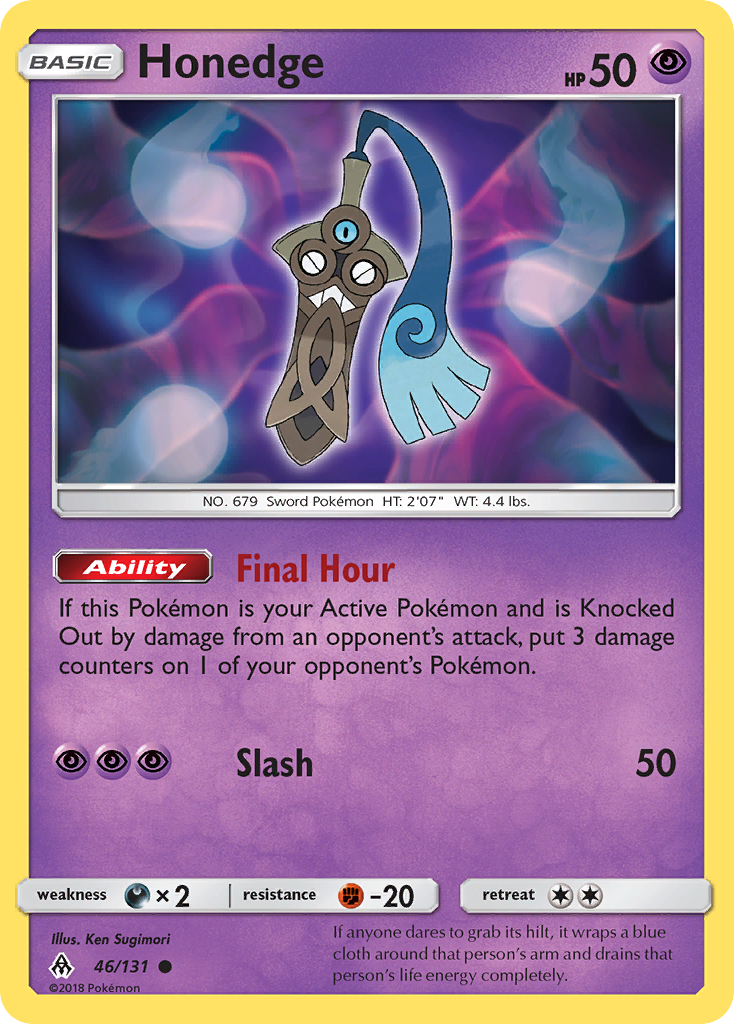 BASIC Honedge HP 50
NO. 679 Sword Pokémon HT: 2'07" WT: 4.4 lbs.
Ability Final Hour
If this Pokémon is your Active Pokémon and is Knocked
Out by damage from an opponent's attack, put 3 damage
counters on 1 of your opponent's Pokémon.
Slash 50
weakness ×2 resistance -20 retreat
Illus. Ken Sugimori
46/131
©2018 Pokémon
If anyone dares to grab its hilt, it wraps a blue
cloth around that person's arm and drains that
person's life energy completely.